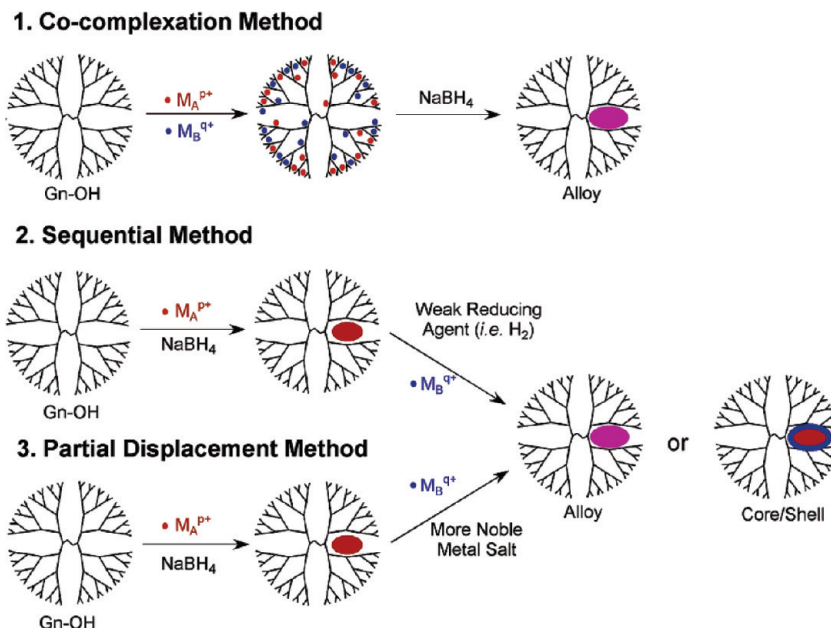 1. Co-complexation Method
• M_A^p+
• M_B^q+
NaBH₄
Gn-OH
Alloy
2. Sequential Method
• M_A^p+
NaBH₄
Weak Reducing
Agent (i.e. H₂)
• M_B^q+
Gn-OH
3. Partial Displacement Method
• M_A^p+
NaBH₄
• M_B^q+
More Noble
Metal Salt
Gn-OH
Alloy
or
Core/Shell